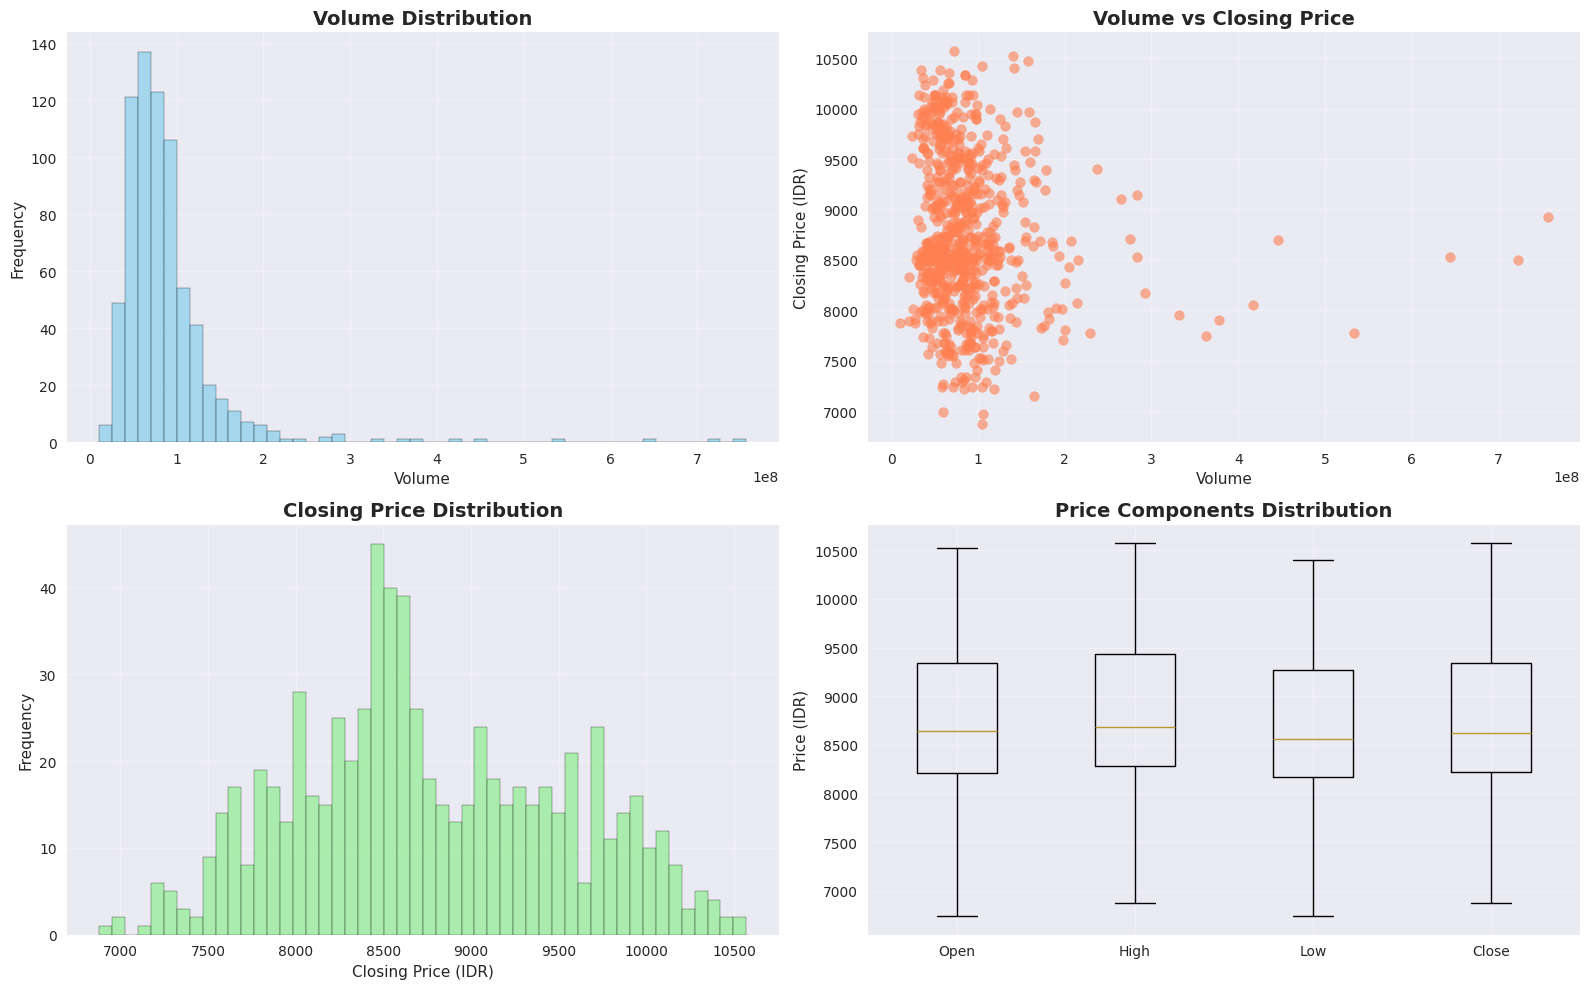 Volume Distribution
140
120
100
80
60
40
20
0
Frequency
0 1 2 3 4 5 6 7
1e8
Volume
Volume vs Closing Price
10500
10000
9500
9000
8500
8000
7500
7000
Closing Price (IDR)
0 1 2 3 4 5 6 7
1e8
Volume
Closing Price Distribution
40
30
20
10
0
Frequency
7000 7500 8000 8500 9000 9500 10000 10500
Closing Price (IDR)
Price Components Distribution
10500
10000
9500
9000
8500
8000
7500
7000
Price (IDR)
Open High Low Close